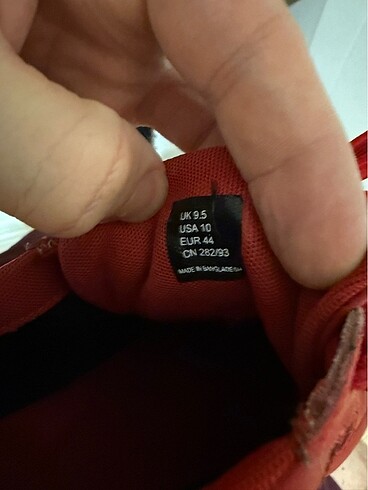 UK 9.5
USA 10
EUR 44
CN 282/93
MADE IN BANGLADESH